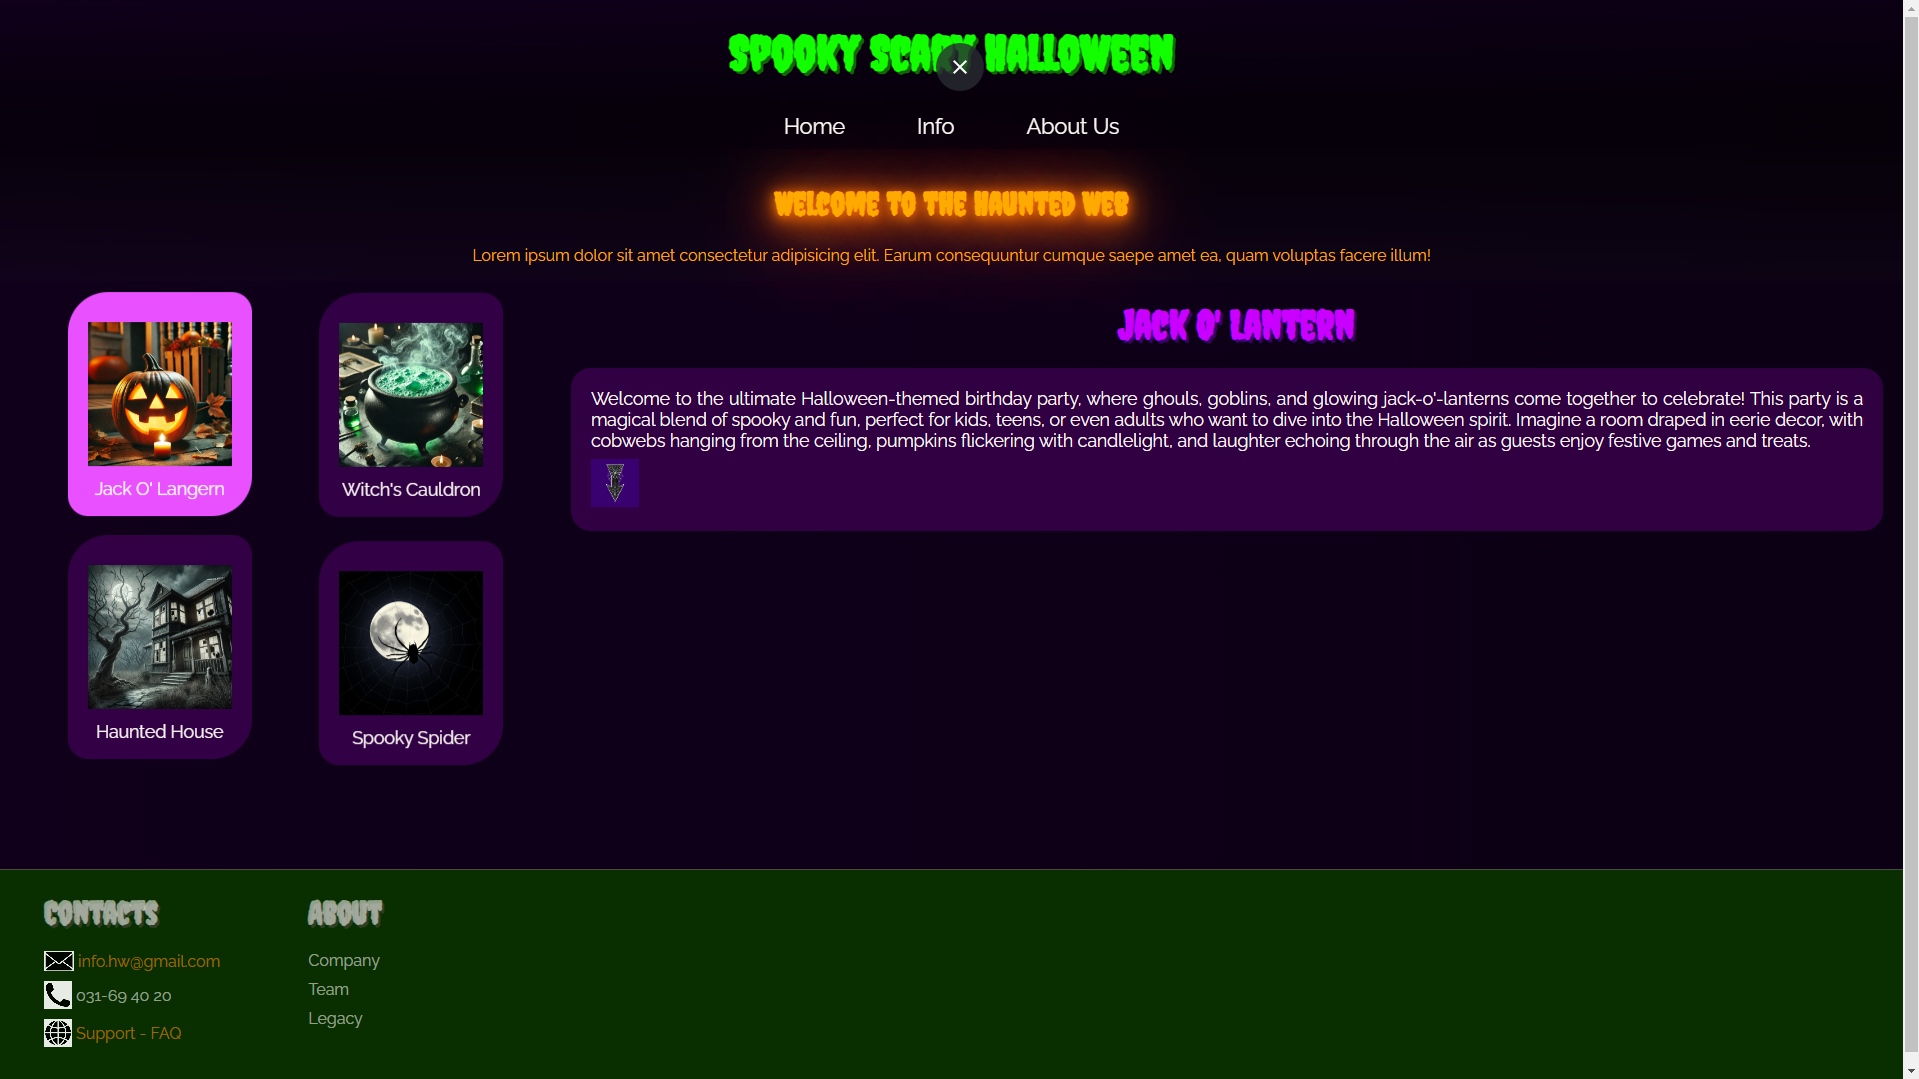 SPOOKY SCARY HALLOWEEN
Home Info About Us
WELCOME TO THE HAUNTED WEB
Lorem ipsum dolor sit amet consectetur adipisicing elit. Earum consequuntur cumque saepe amet ea, quam voluptas facere illum!
Jack O' Langern
Witch's Cauldron
Haunted House
Spooky Spider
JACK O' LANTERN
Welcome to the ultimate Halloween-themed birthday party, where ghouls, goblins, and glowing jack-o'-lanterns come together to celebrate! This party is a
magical blend of spooky and fun, perfect for kids, teens, or even adults who want to dive into the Halloween spirit. Imagine a room draped in eerie decor, with
cobwebs hanging from the ceiling, pumpkins flickering with candlelight, and laughter echoing through the air as guests enjoy festive games and treats.
CONTACTS
info.hw@gmail.com
031-69 40 20
Support - FAQ
ABOUT
Company
Team
Legacy